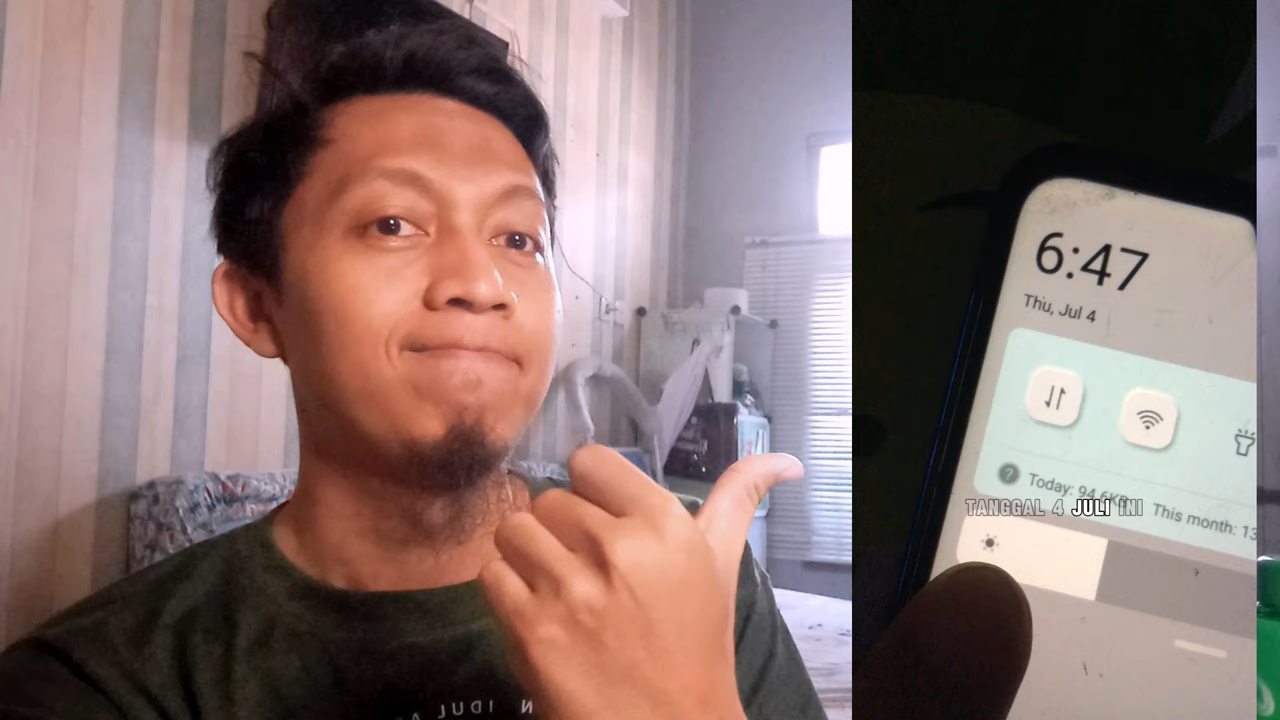 6:47
Thu, Jul 4
Today: 94.6KB
This month: 13
TANGGAL 4 JULI INI